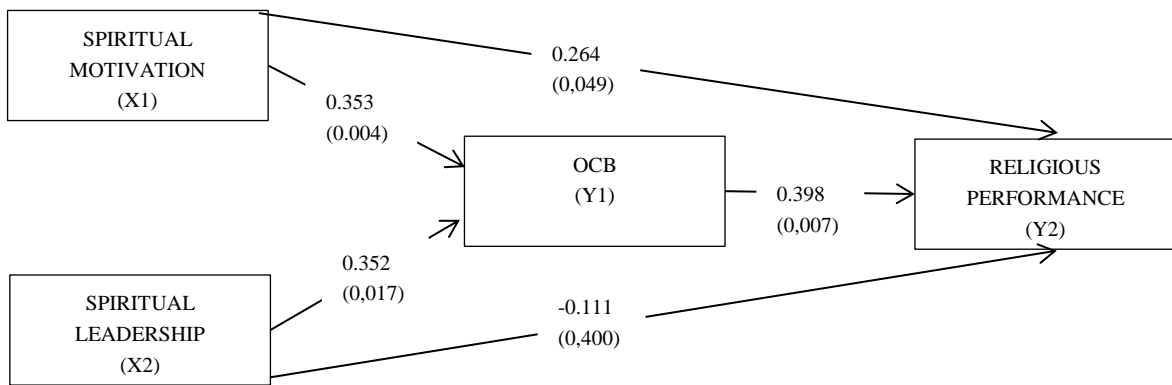 SPIRITUAL
MOTIVATION
(X1)
0.264
(0,049)
0.353
(0.004)
OCB
(Y1)
0.398
(0,007)
RELIGIOUS
PERFORMANCE
(Y2)
0.352
(0,017)
SPIRITUAL
LEADERSHIP
(X2)
-0.111
(0,400)